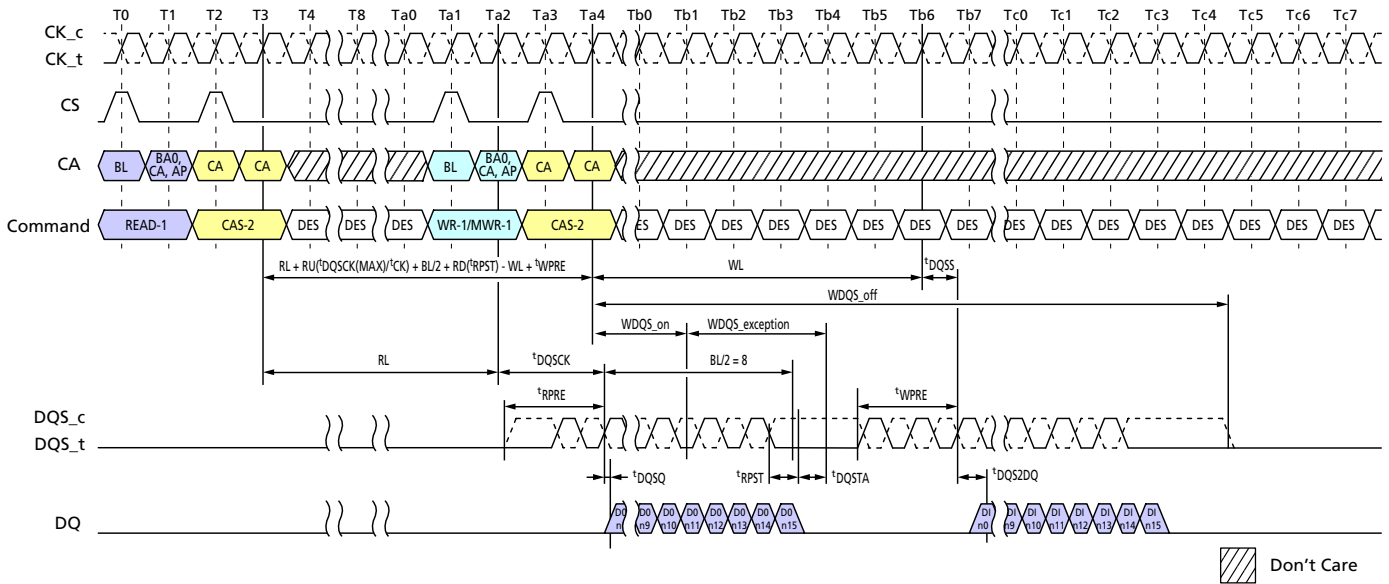 T0 T1 T2 T3 T4 T8 Ta0 Ta1 Ta2 Ta3 Ta4 Tb0 Tb1 Tb2 Tb3 Tb4 Tb5 Tb6 Tb7 Tc0 Tc1 Tc2 Tc3 Tc4 Tc5 Tc6 Tc7
CK_c
CK_t
CS
CA BL BA0, CA, AP CA CA BL BA0, CA, AP CA CA
Command READ-1 CAS-2 DES DES DES WR-1/MWR-1 CAS-2 ES DES DES DES DES DES DES DES DES DES DES DES DES DES DES DES
RL + RU(tDQSCK(MAX)/tCK) + BL/2 + RD(tRPST) - WL + tWPRE WL tDQSS
WDQS_off
WDQS_on WDQS_exception
RL tDQSCK BL/2 = 8
tRPRE tWPRE
DQS_c
DQS_t
tDQSQ tRPST tDQSTA tDQS2DQ
DQ D0 n D0 n9 D0 n10 D0 n11 D0 n12 D0 n13 D0 n14 D0 n15 DI n0 DI n9 DI n10 DI n11 DI n12 DI n13 DI n14 DI n15
Don't Care